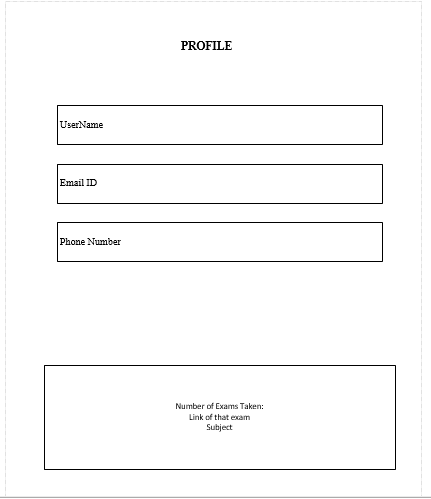 PROFILE
UserName
Email ID
Phone Number
Number of Exams Taken:
Link of that exam
Subject